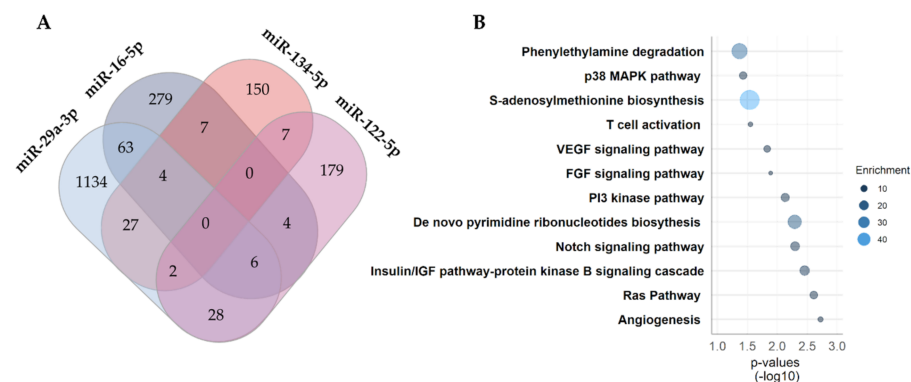 A
miR-29a-3p
miR-16-5p
miR-134-5p
miR-122-5p
279
150
63
7
7
1134
4
0
179
27
0
4
2
6
28
B
Phenylethylamine degradation
p38 MAPK pathway
S-adenosylmethionine biosynthesis
T cell activation
VEGF signaling pathway
FGF signaling pathway
PI3 kinase pathway
De novo pyrimidine ribonucleotides biosythesis
Notch signaling pathway
Insulin/IGF pathway-protein kinase B signaling cascade
Ras Pathway
Angiogenesis
1.0 1.5 2.0 2.5 3.0
p-values
(-log10)
Enrichment
10
20
30
40